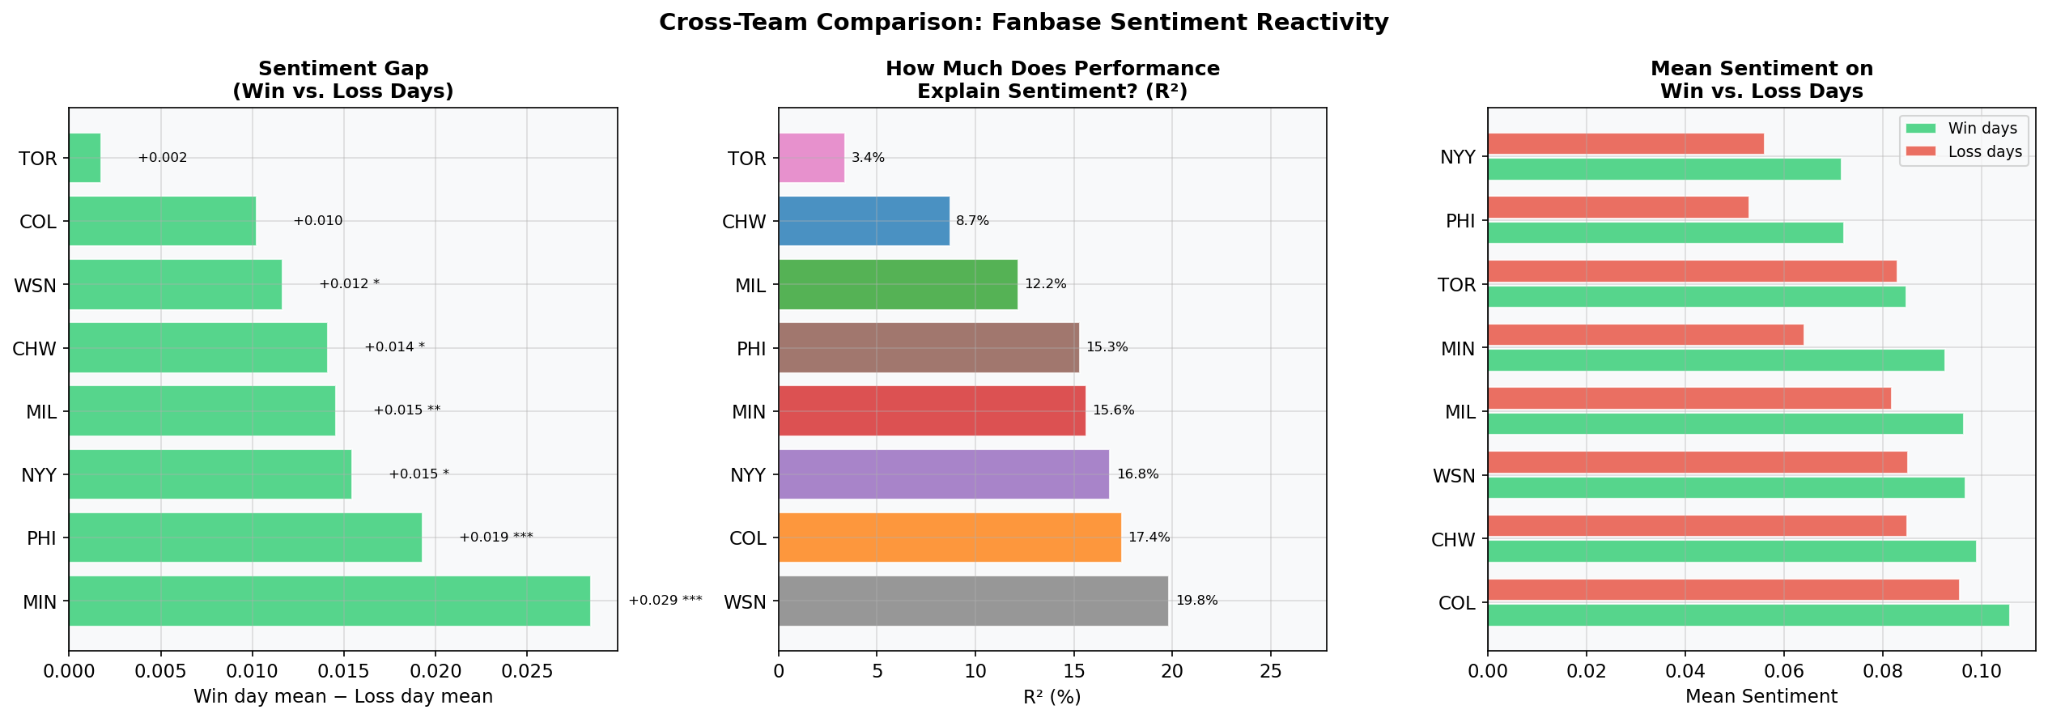 Cross-Team Comparison: Fanbase Sentiment Reactivity
Sentiment Gap
(Win vs. Loss Days)
TOR
+0.002
COL
+0.010
WSN
+0.012 *
CHW
+0.014 *
MIL
+0.015 **
NYY
+0.015 *
PHI
+0.019 ***
MIN
+0.029 ***
0.000 0.005 0.010 0.015 0.020 0.025
Win day mean − Loss day mean
How Much Does Performance
Explain Sentiment? (R²)
TOR
3.4%
CHW
8.7%
MIL
12.2%
PHI
15.3%
MIN
15.6%
NYY
16.8%
COL
17.4%
WSN
19.8%
0 5 10 15 20 25
R² (%)
Mean Sentiment on
Win vs. Loss Days
Win days
Loss days
NYY
PHI
TOR
MIN
MIL
WSN
CHW
COL
0.00 0.02 0.04 0.06 0.08 0.10
Mean Sentiment